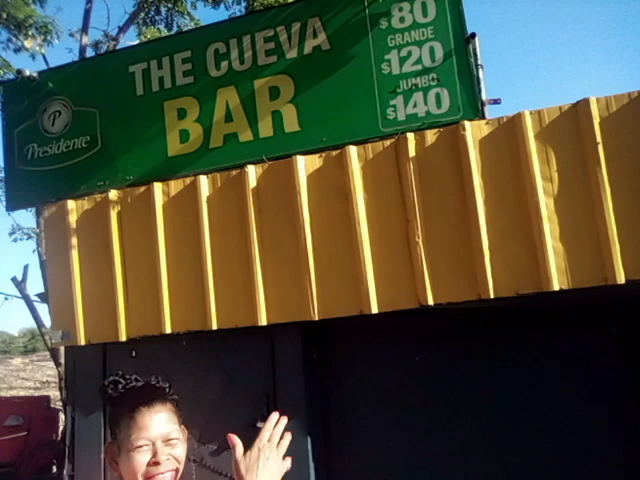 THE CUEVA
BAR
P
Presidente
$80
GRANDE
$120
JUMBO
$140